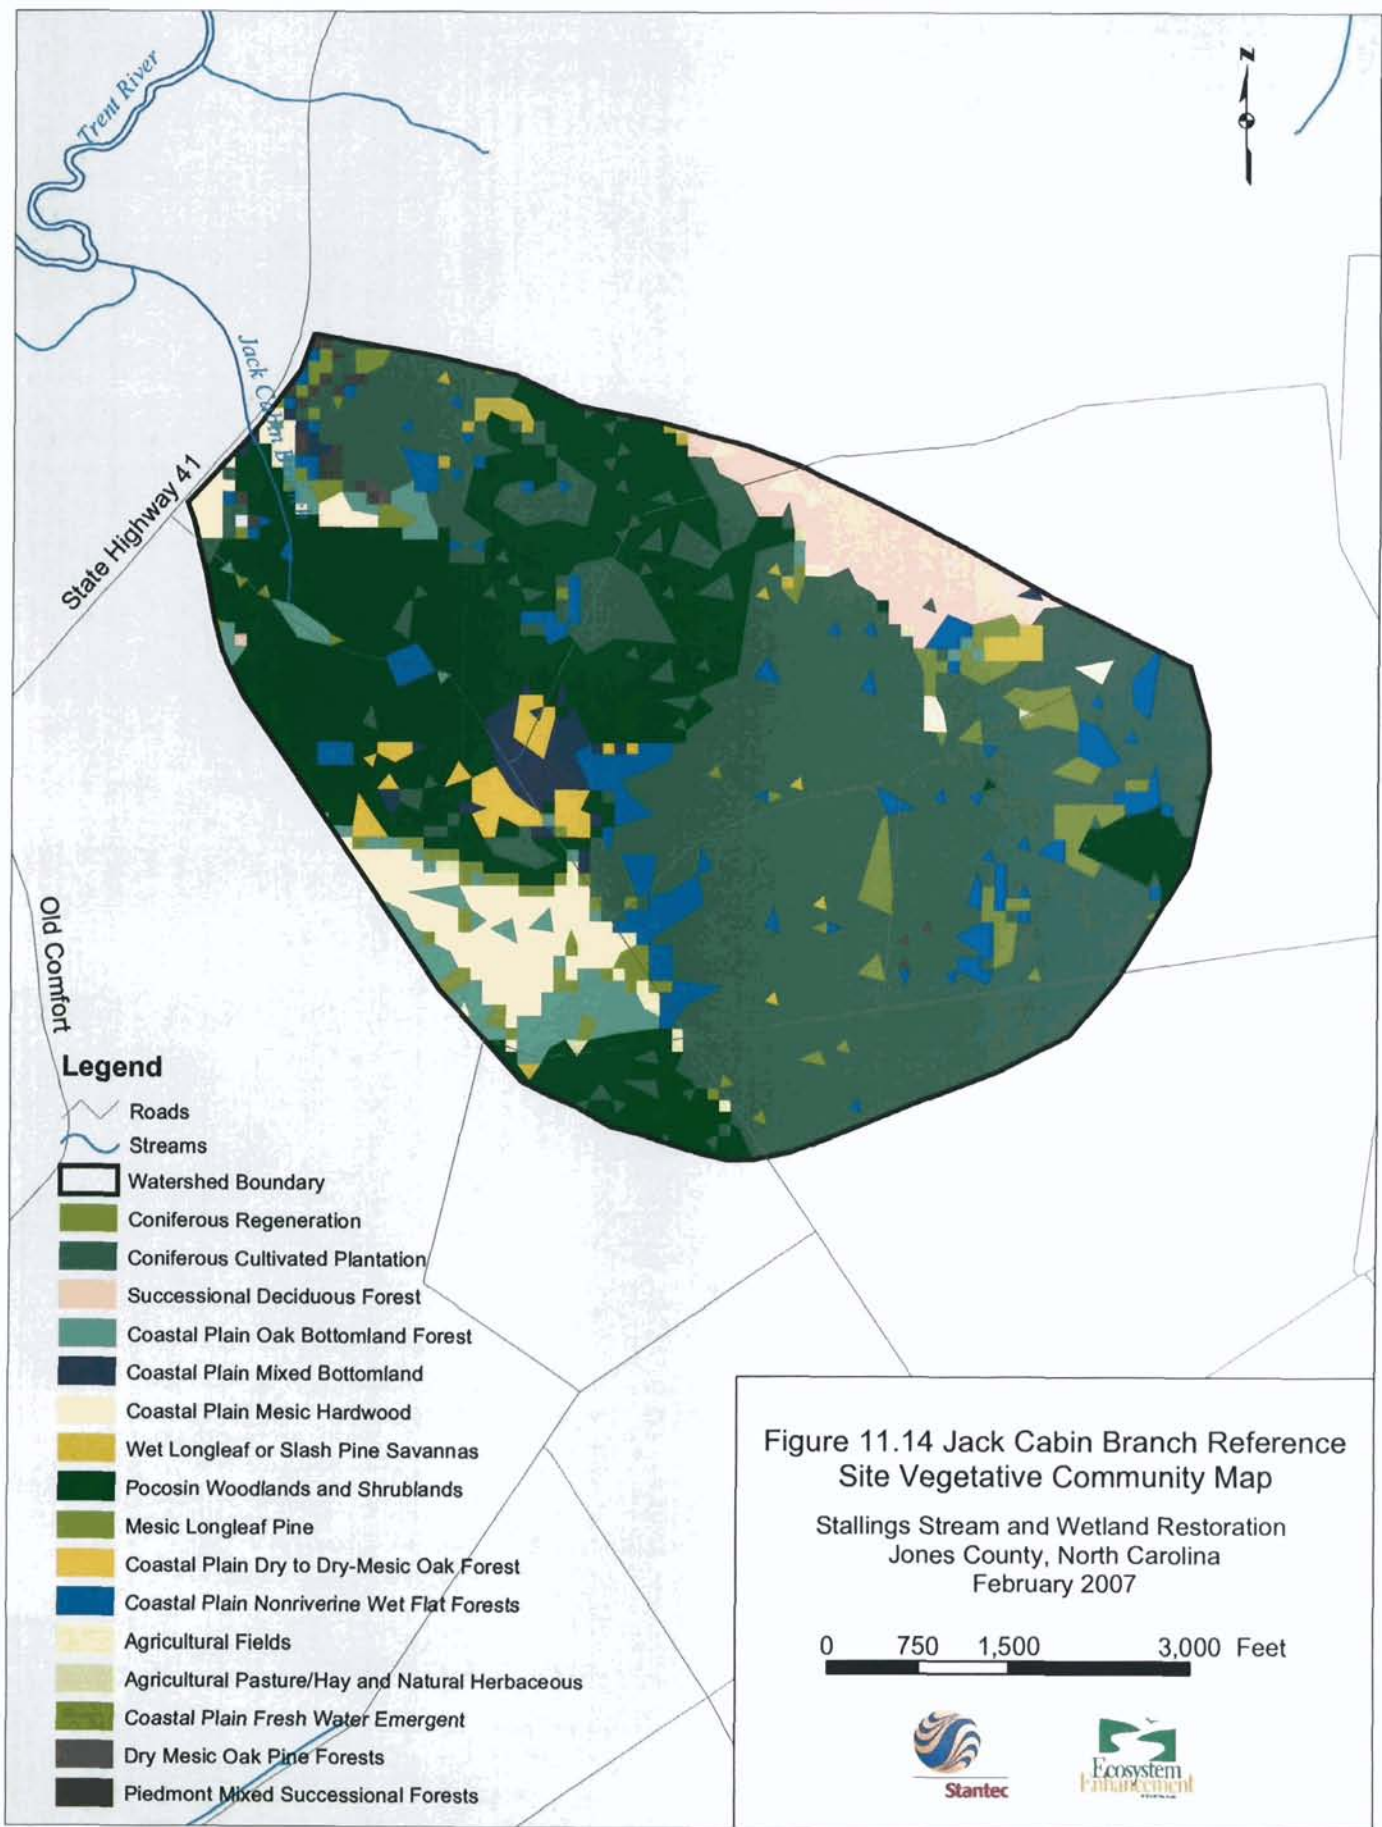 Trent River
N
Jack Cabin B
State Highway 41
Old Comfort
Legend
Roads
Streams
Watershed Boundary
Coniferous Regeneration
Coniferous Cultivated Plantation
Successional Deciduous Forest
Coastal Plain Oak Bottomland Forest
Coastal Plain Mixed Bottomland
Coastal Plain Mesic Hardwood
Wet Longleaf or Slash Pine Savannas
Pocosin Woodlands and Shrublands
Mesic Longleaf Pine
Coastal Plain Dry to Dry-Mesic Oak Forest
Coastal Plain Nonriverine Wet Flat Forests
Agricultural Fields
Agricultural Pasture/Hay and Natural Herbaceous
Coastal Plain Fresh Water Emergent
Dry Mesic Oak Pine Forests
Piedmont Mixed Successional Forests
Figure 11.14 Jack Cabin Branch Reference
Site Vegetative Community Map
Stallings Stream and Wetland Restoration
Jones County, North Carolina
February 2007
0 750 1,500 3,000 Feet
Stantec
Ecosystem
Enhancement